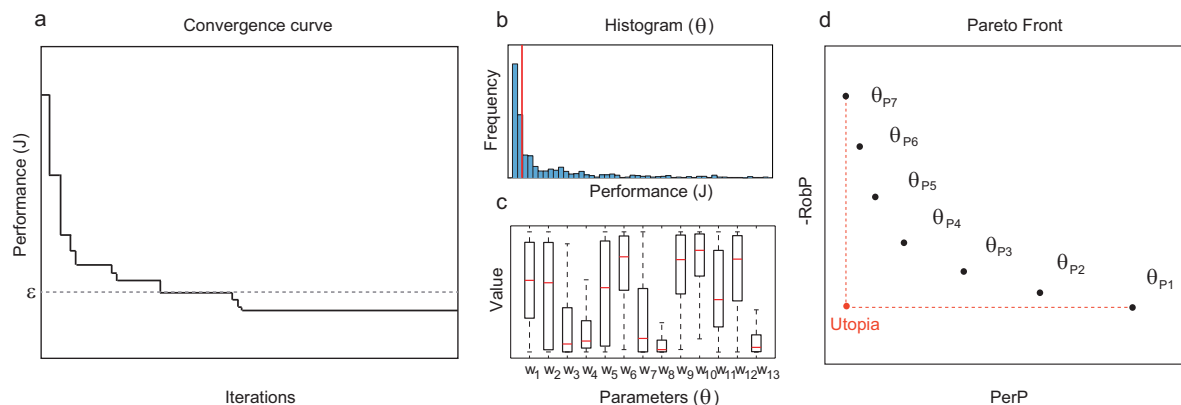 a
Convergence curve
Performance (J)
ε
Iterations
b
Histogram (θ)
Frequency
Performance (J)
c
Value
w1 w2 w3 w4 w5 w6 w7 w8 w9 w10 w11 w12 w13
Parameters (θ)
d
Pareto Front
-RobP
θP7
θP6
θP5
θP4
θP3
θP2
θP1
Utopia
PerP